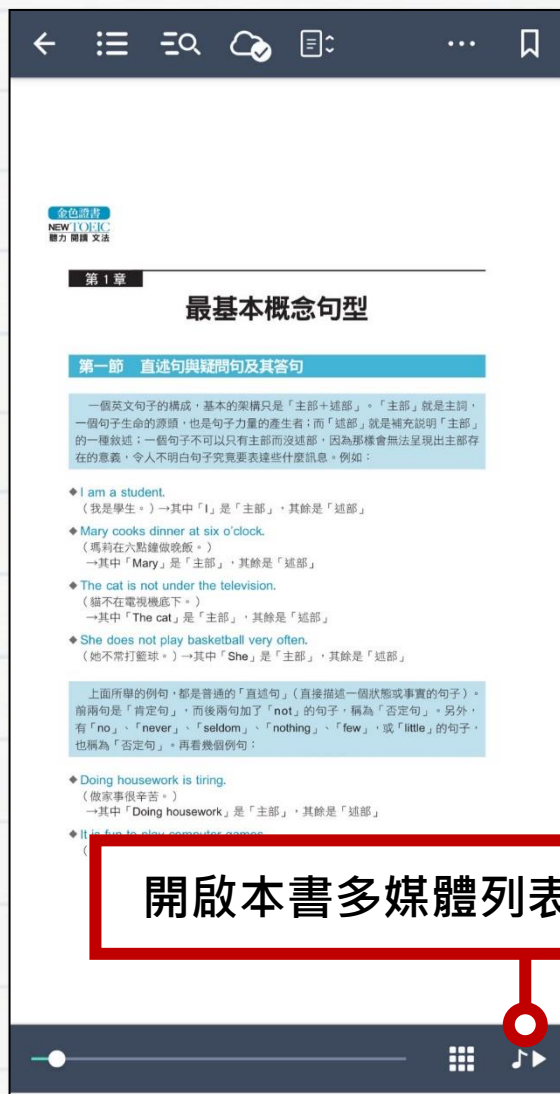 金色證書
NEW TOEIC
聽力 閱讀 文法
第 1 章
最基本概念句型
第一節 直述句與疑問句及其答句
一個英文句子的構成，基本的架構只是「主部＋述部」。「主部」就是主詞，
一個句子生命的源頭，也是句子力量的產生者；而「述部」就是補充說明「主部」
的一種敘述；一個句子不可以只有主部而沒述部，因為那樣會無法呈現出主部存
在的意義，令人不明白句子究竟要表達些什麼訊息。例如：
◆I am a student.
（我是學生。）→其中「I」是「主部」，其餘是「述部」
◆Mary cooks dinner at six o'clock.
（瑪莉在六點鐘做晚飯。）
→其中「Mary」是「主部」，其餘是「述部」
◆The cat is not under the television.
（貓不在電視機底下。）
→其中「The cat」是「主部」，其餘是「述部」
◆She does not play basketball very often.
（她不常打籃球。）→其中「She」是「主部」，其餘是「述部」
上面所舉的例句，都是普通的「直述句」（直接描述一個狀態或事實的句子）。
前兩句是「肯定句」，而後兩句加了「not」的句子，稱為「否定句」。另外，
有「no」、「never」、「seldom」、「nothing」、「few」，或「little」的句子，
也稱為「否定句」。再看幾個例句：
◆Doing housework is tiring.
（做家事很辛苦。）
→其中「Doing housework」是「主部」，其餘是「述部」
◆It is fun to play computer games.
（
開啟本書多媒體列表